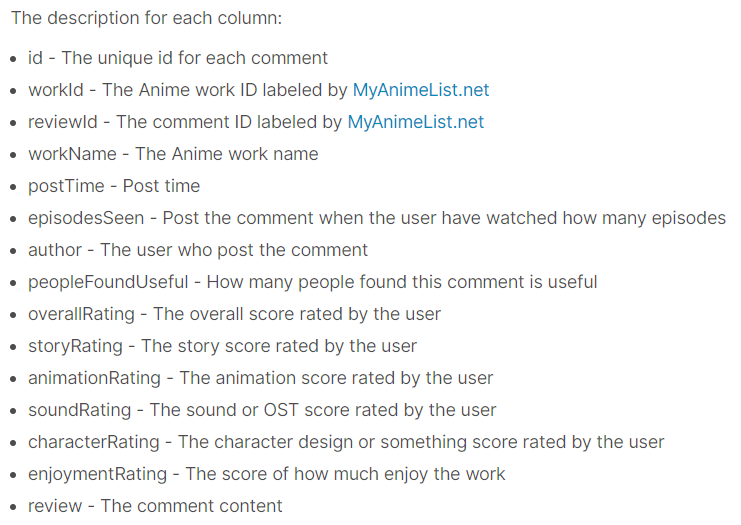 The description for each column:
id - The unique id for each comment
workId - The Anime work ID labeled by MyAnimeList.net
reviewId - The comment ID labeled by MyAnimeList.net
workName - The Anime work name
postTime - Post time
episodesSeen - Post the comment when the user have watched how many episodes
author - The user who post the comment
peopleFoundUseful - How many people found this comment is useful
overallRating - The overall score rated by the user
storyRating - The story score rated by the user
animationRating - The animation score rated by the user
soundRating - The sound or OST score rated by the user
characterRating - The character design or something score rated by the user
enjoymentRating - The score of how much enjoy the work
review - The comment content